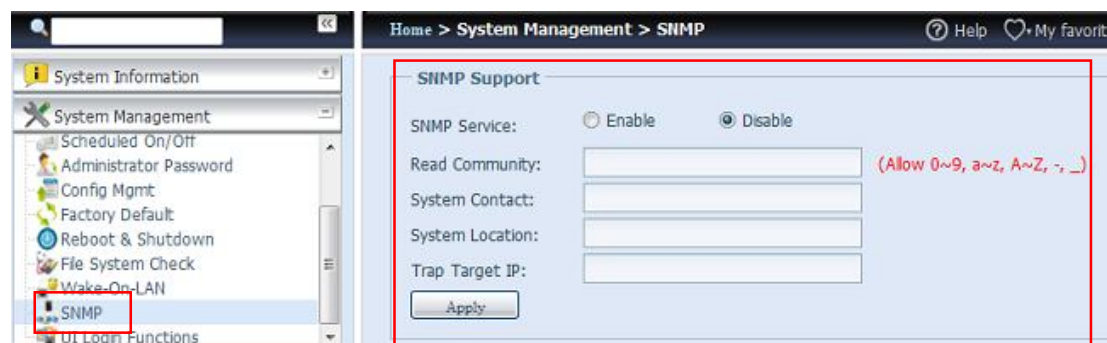 Home > System Management > SNMP
Help
My favorit
System Information
System Management
Scheduled On/Off
Administrator Password
Config Mgmt
Factory Default
Reboot & Shutdown
File System Check
Wake-On-LAN
SNMP
UI Login Functions
SNMP Support
SNMP Service: Enable Disable
Read Community: (Allow 0~9, a~z, A~Z, -, _)
System Contact:
System Location:
Trap Target IP:
Apply